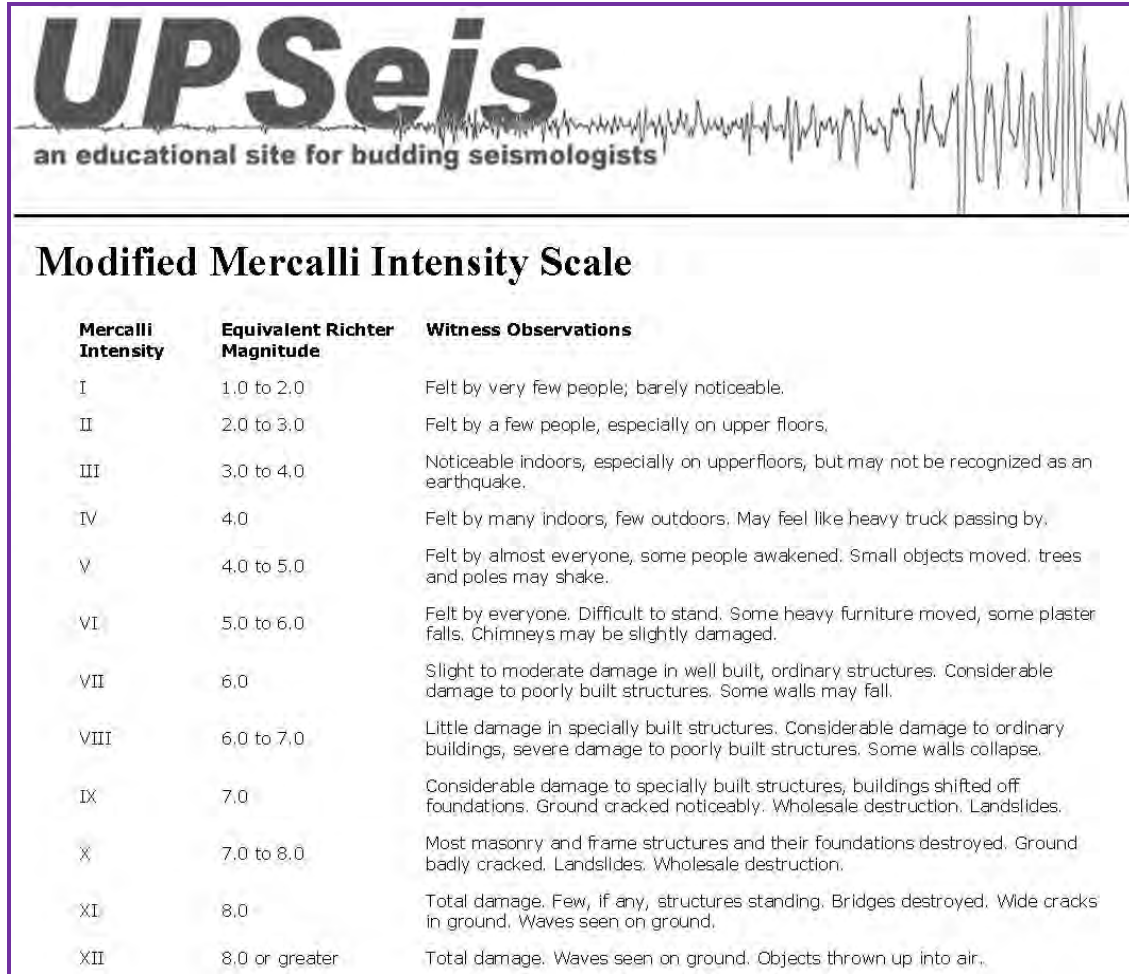 UPSeis
an educational site for budding seismologists
Modified Mercalli Intensity Scale
Mercalli Intensity Equivalent Richter Magnitude Witness Observations
I 1.0 to 2.0 Felt by very few people; barely noticeable.
II 2.0 to 3.0 Felt by a few people, especially on upper floors.
III 3.0 to 4.0 Noticeable indoors, especially on upperfloors, but may not be recognized as an
earthquake.
IV 4.0 Felt by many indoors, few outdoors. May feel like heavy truck passing by.
V 4.0 to 5.0 Felt by almost everyone, some people awakened. Small objects moved. trees
and poles may shake.
VI 5.0 to 6.0 Felt by everyone. Difficult to stand. Some heavy furniture moved, some plaster
falls. Chimneys may be slightly damaged.
VII 6.0 Slight to moderate damage in well built, ordinary structures. Considerable
damage to poorly built structures. Some walls may fall.
VIII 6.0 to 7.0 Little damage in specially built structures. Considerable damage to ordinary
buildings, severe damage to poorly built structures. Some walls collapse.
IX 7.0 Considerable damage to specially built structures, buildings shifted off
foundations. Ground cracked noticeably. Wholesale destruction. Landslides.
X 7.0 to 8.0 Most masonry and frame structures and their foundations destroyed. Ground
badly cracked. Landslides. Wholesale destruction.
XI 8.0 Total damage. Few, if any, structures standing. Bridges destroyed. Wide cracks
in ground. Waves seen on ground.
XII 8.0 or greater Total damage. Waves seen on ground. Objects thrown up into air.